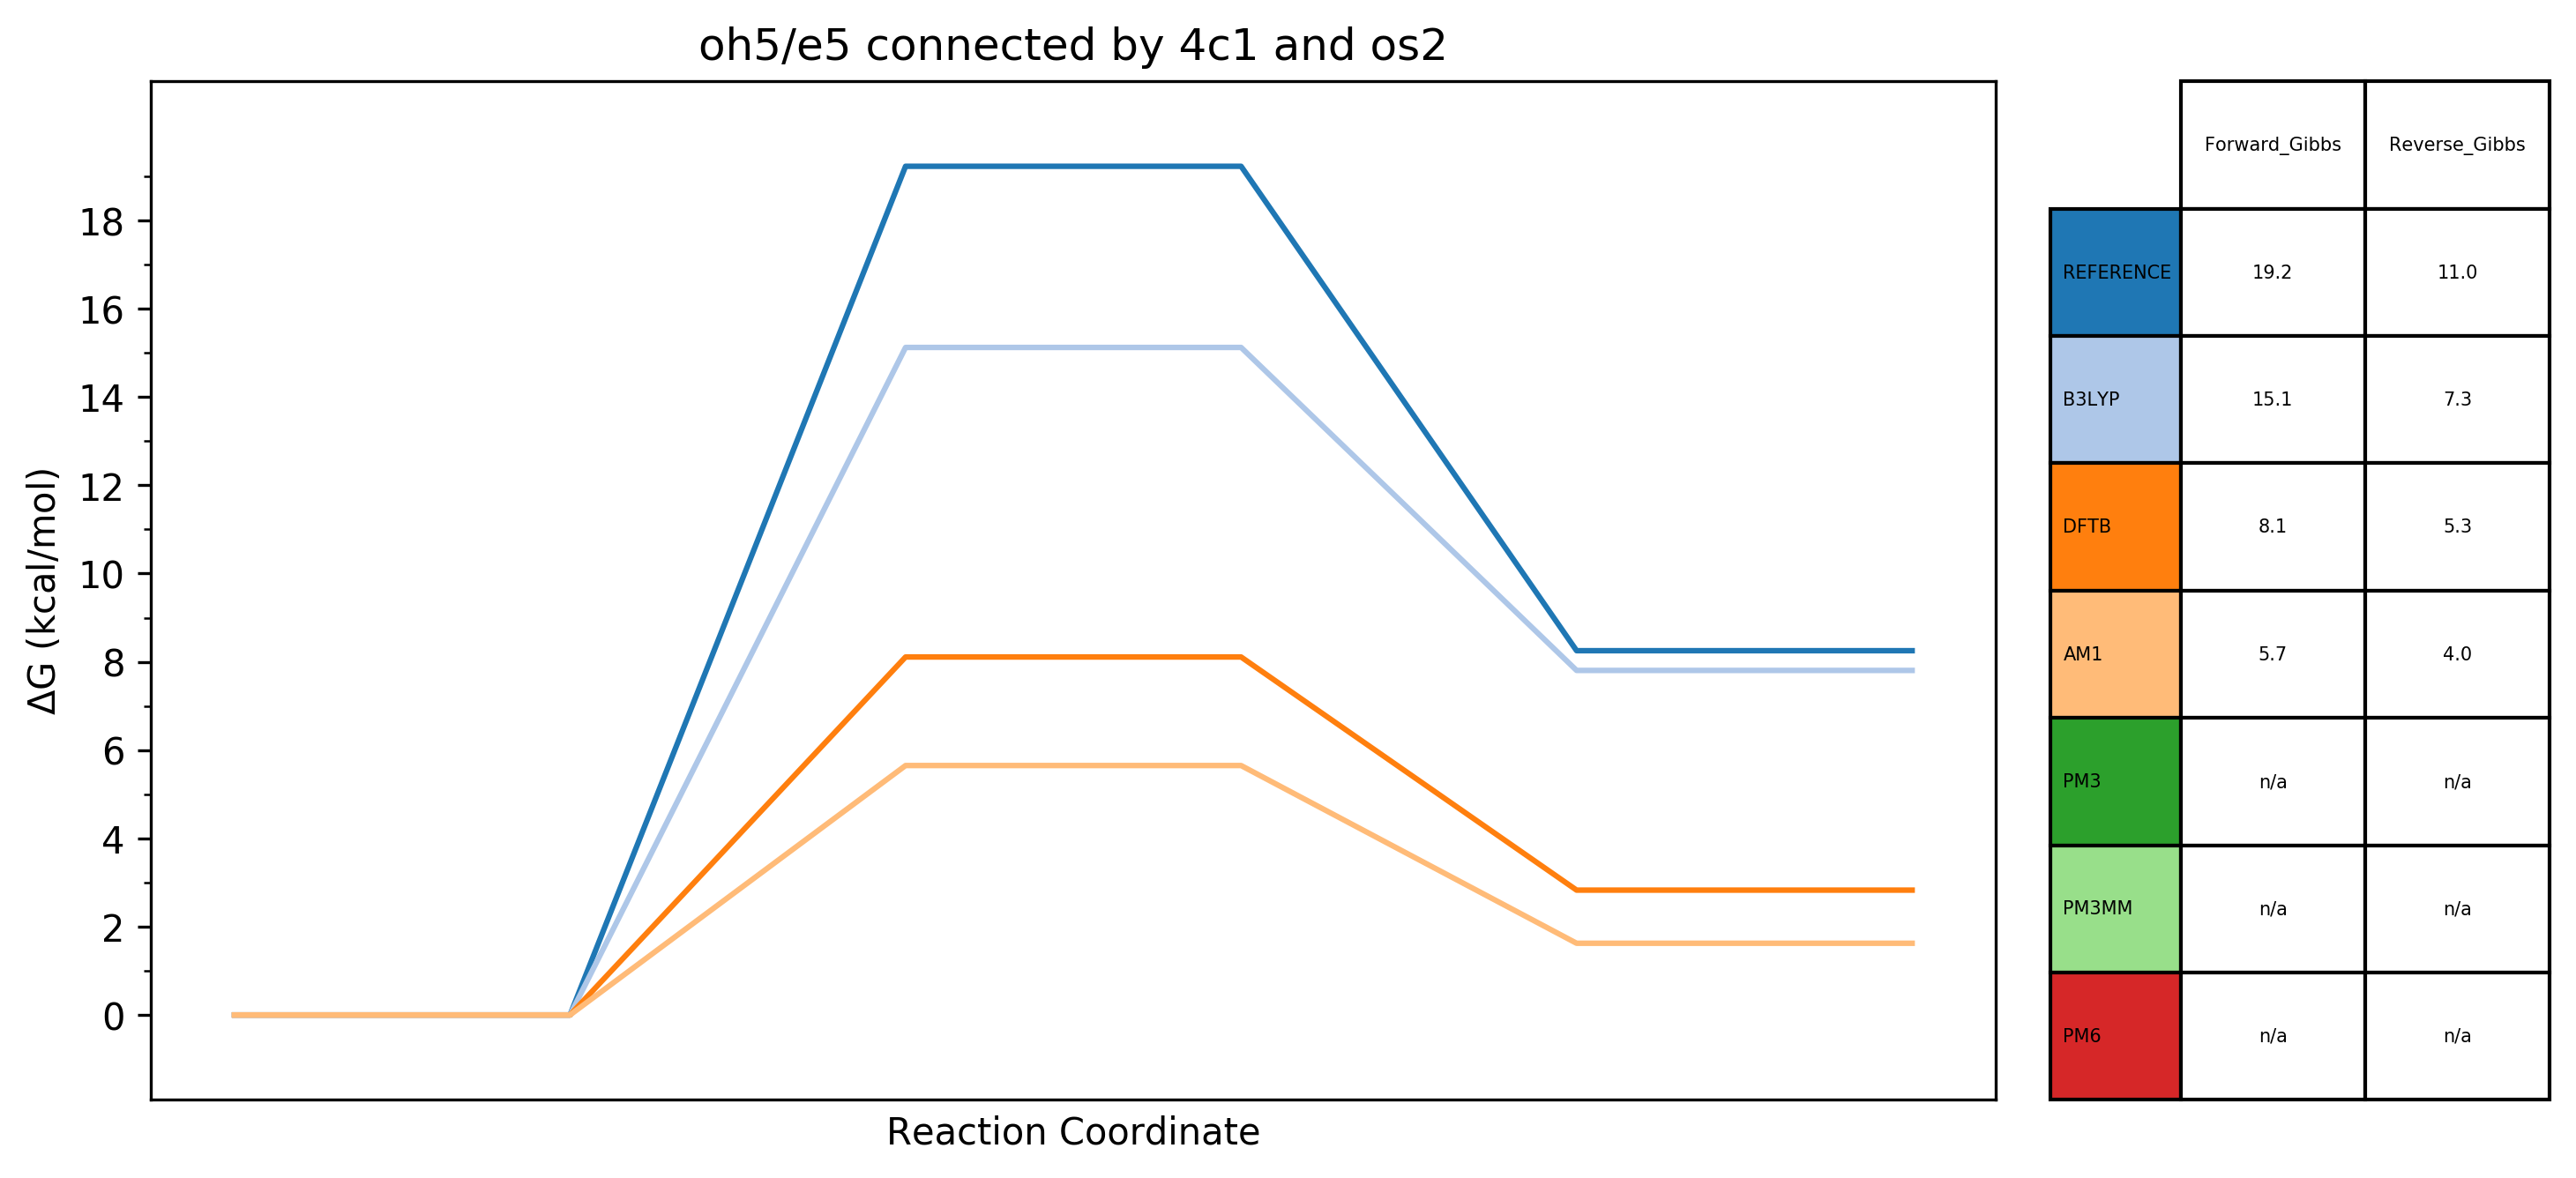 oh5/e5 connected by 4c1 and os2
ΔG (kcal/mol)
18
16
14
12
10
8
6
4
2
0
Reaction Coordinate
Forward_Gibbs Reverse_Gibbs
REFERENCE 19.2 11.0
B3LYP 15.1 7.3
DFTB 8.1 5.3
AM1 5.7 4.0
PM3 n/a n/a
PM3MM n/a n/a
PM6 n/a n/a